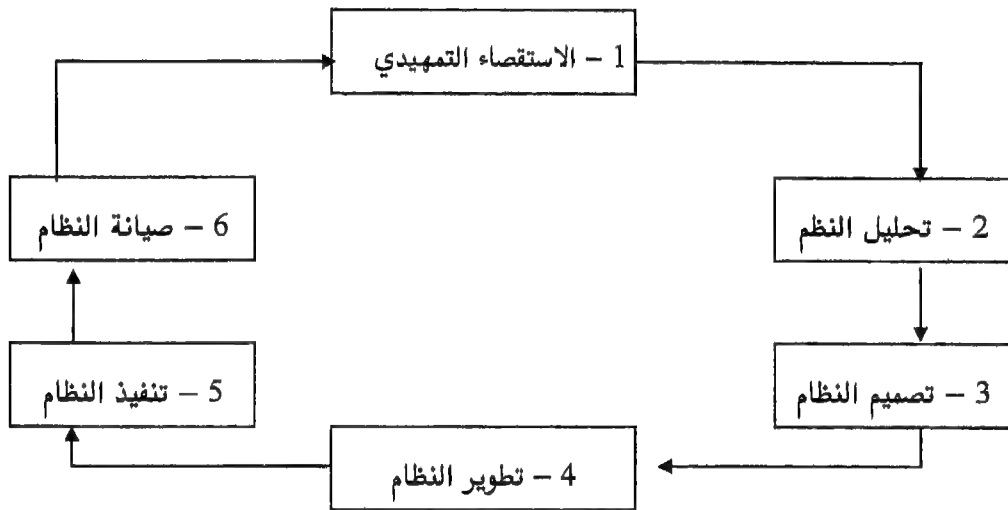 1 – الاستقصاء التمهيدي
2 – تحليل النظم
3 – تصميم النظام
4 – تطوير النظام
5 – تنفيذ النظام
6 – صيانة النظام